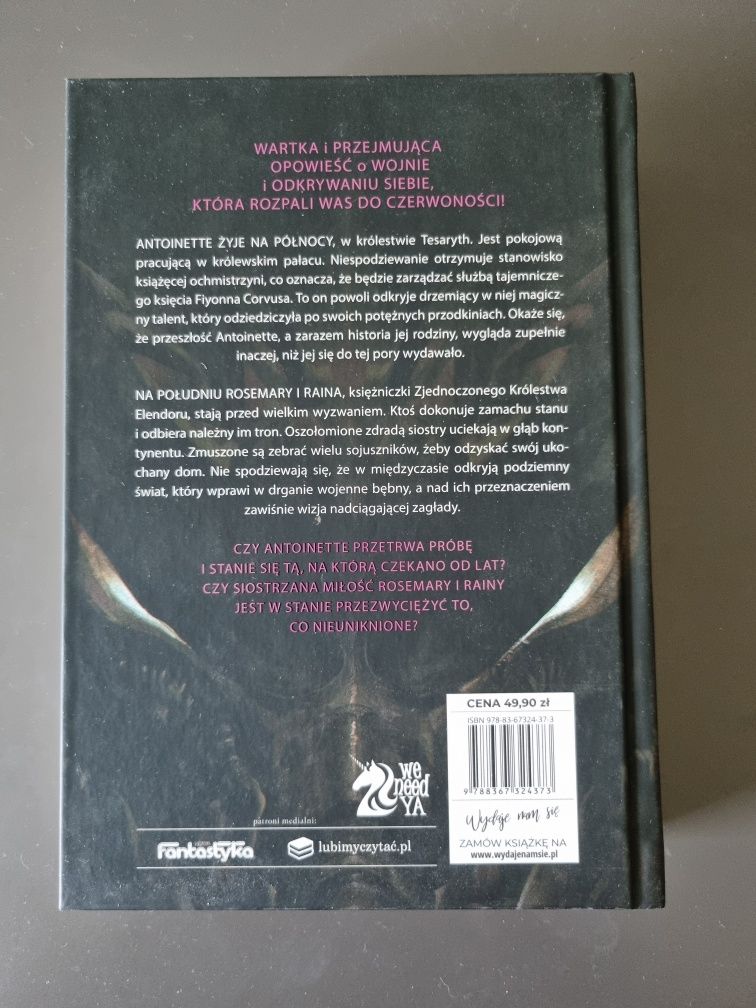 WARTKA i PRZEJMUJĄCA
OPOWIEŚĆ o WOJNIE
i ODKRYWANIU SIEBIE,
KTÓRA ROZPALI WAS DO CZERWONOŚCI!
ANTOINETTE ŻYJE NA PÓŁNOCY, w królestwie Tesaryth. Jest pokojową
pracującą w królewskim pałacu. Niespodziewanie otrzymuje stanowisko
książęcej ochmistrzyni, co oznacza, że będzie zarządzać służbą tajemnicze-
go księcia Fiyonna Corvusa. To on powoli odkryje drzemiący w niej magicz-
ny talent, który odziedziczyła po swoich potężnych przodkiniach. Okaże się,
że przeszłość Antoinette, a zarazem historia jej rodziny, wygląda zupełnie
inaczej, niż jej się do tej pory wydawało.
NA POŁUDNIU ROSEMARY I RAINA, księżniczki Zjednoczonego Królestwa
Elendoru, stają przed wielkim wyzwaniem. Ktoś dokonuje zamachu stanu
i odbiera należny im tron. Oszołomione zdradą siostry uciekają w głąb kon-
tynentu. Zmuszone są zebrać wielu sojuszników, żeby odzyskać swój uko-
chany dom. Nie spodziewają się, że w międzyczasie odkryją podziemny
świat, który wprawi w drganie wojenne bębny, a nad ich przeznaczeniem
zawiśnie wizja nadciągającej zagłady.
CZY ANTOINETTE PRZETRWA PRÓBĘ
I STANIE SIĘ TĄ, NA KTÓRĄ CZEKANO OD LAT?
CZY SIOSTRZANA MIŁOŚĆ ROSEMARY I RAINY
JEST W STANIE PRZEZWYCIĘŻYĆ TO,
CO NIEUNIKNIONE?
CENA 49,90 zł
ISBN 978-83-67324-37-3
9 788367 324373
Wydaje nam się
ZAMÓW KSIĄŻKĘ NA
www.wydajenamsie.pl
we
need
YA
patroni medialni:
Fantastyka
lubimyczytać.pl